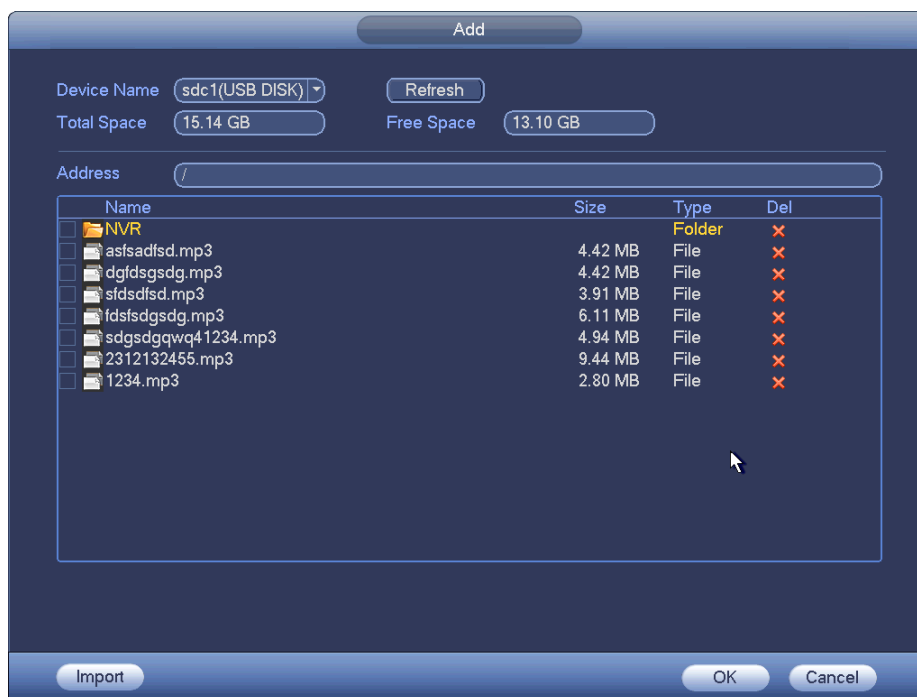 Add
Device Name sdc1(USB DISK) Refresh
Total Space 15.14 GB Free Space 13.10 GB
Address /
Name Size Type Del
NVR Folder
asfsadfsd.mp3 4.42 MB File
dgfdsgsdg.mp3 4.42 MB File
sfdsdfsd.mp3 3.91 MB File
fdsfsdgsdg.mp3 6.11 MB File
sdgsdgqwq41234.mp3 4.94 MB File
2312132455.mp3 9.44 MB File
1234.mp3 2.80 MB File
Import OK Cancel